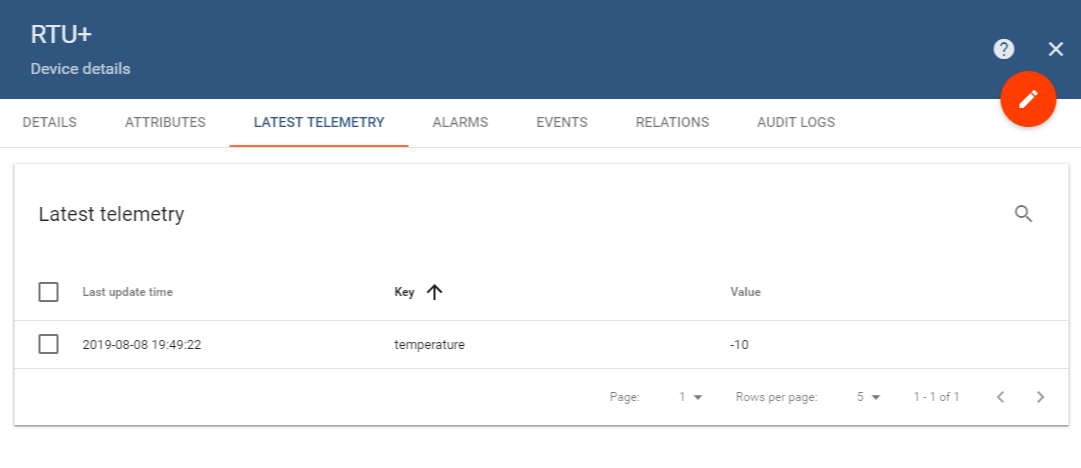 RTU+
Device details
DETAILS ATTRIBUTES LATEST TELEMETRY ALARMS EVENTS RELATIONS AUDIT LOGS
Latest telemetry
Last update time Key Value
2019-08-08 19:49:22 temperature -10
Page: 1 Rows per page: 5 1 - 1 of 1